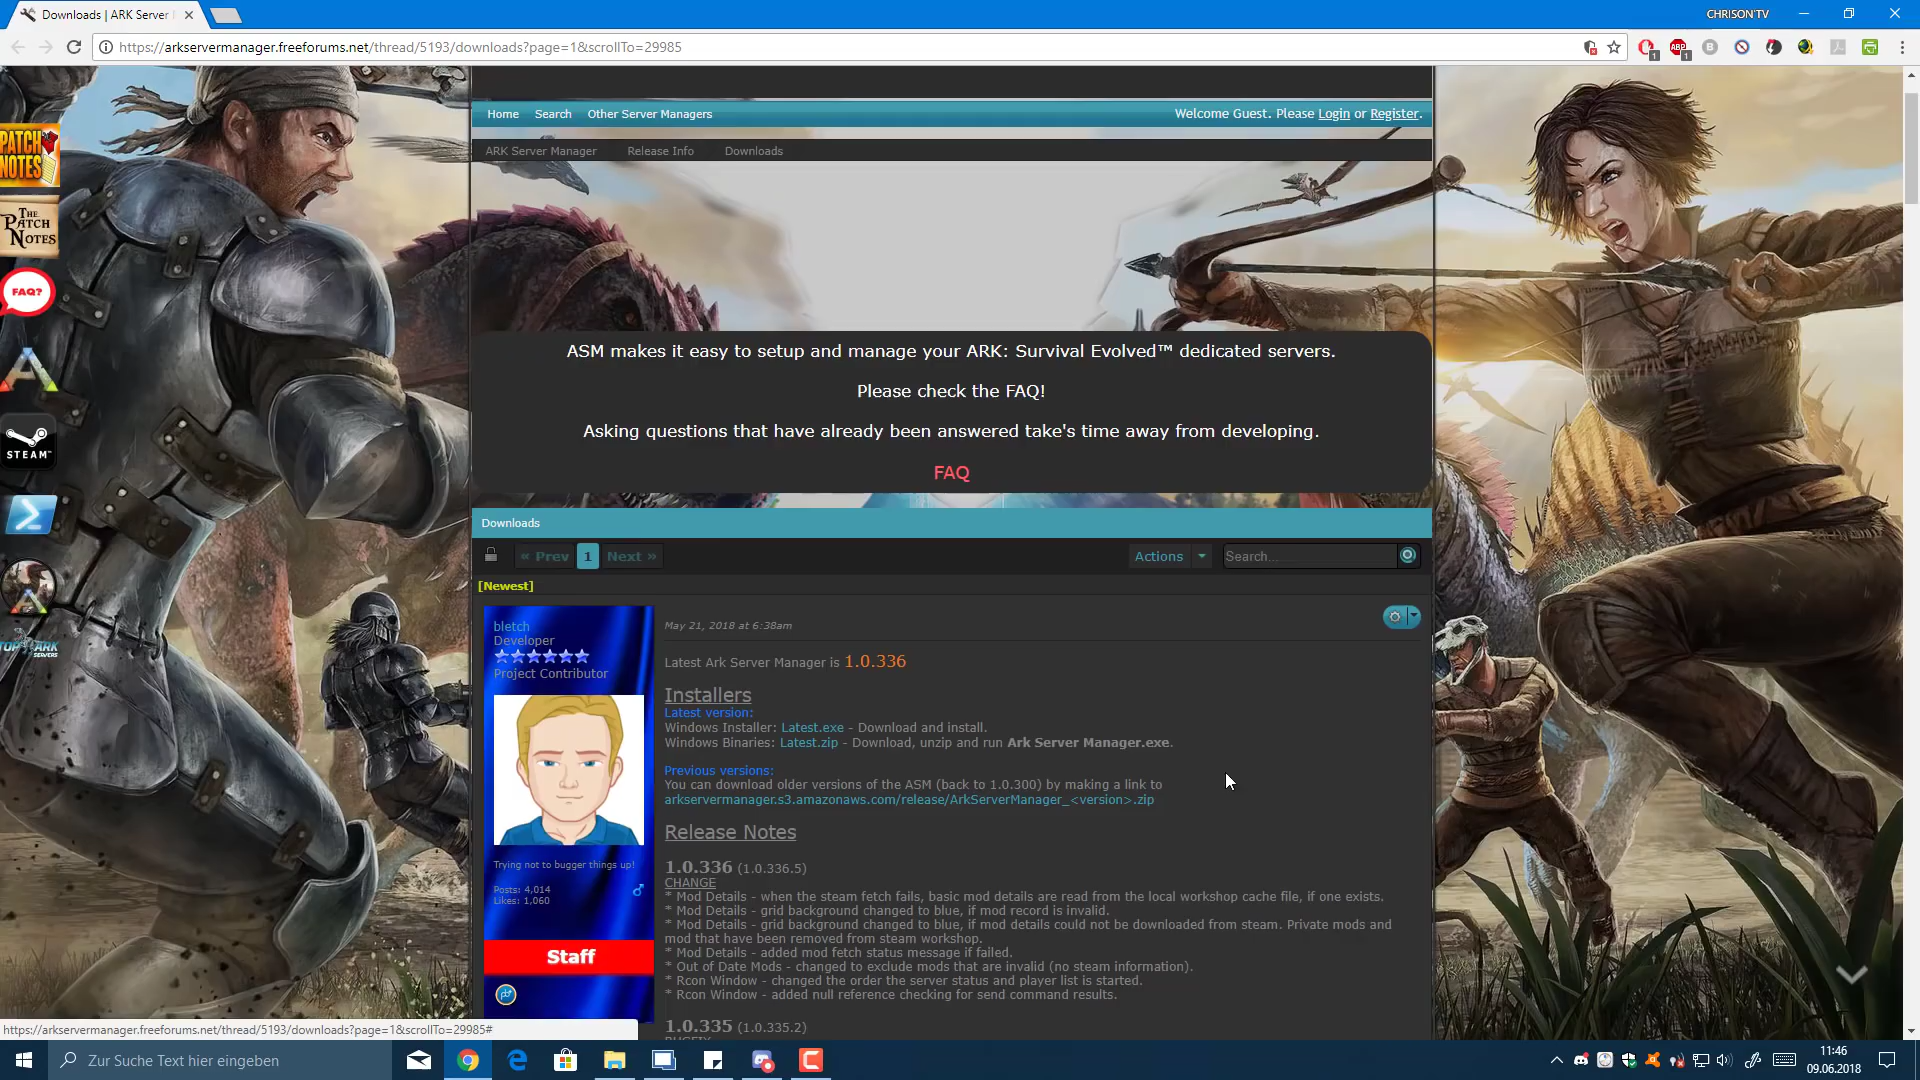 Downloads | ARK Server
CHRISON'TV
https://arkservermanager.freeforums.net/thread/5193/downloads?page=1&scrollTo=29985
Home Search Other Server Managers
Welcome Guest. Please Login or Register.
ARK Server Manager Release Info Downloads
PATCH NOTES
THE PATCH NOTES
FAQ?
STEAM™
TOP ARK SERVERS
ASM makes it easy to setup and manage your ARK: Survival Evolved™ dedicated servers.
Please check the FAQ!
Asking questions that have already been answered take's time away from developing.
FAQ
Downloads
« Prev 1 Next »
Actions
Search...
[Newest]
bletch
Developer
Project Contributor
Trying not to bugger things up!
Posts: 4,014
Likes: 1,060
Staff
May 21, 2018 at 6:38am
Latest Ark Server Manager is 1.0.336
Installers
Latest version:
Windows Installer: Latest.exe - Download and install.
Windows Binaries: Latest.zip - Download, unzip and run Ark Server Manager.exe.
Previous versions:
You can download older versions of the ASM (back to 1.0.300) by making a link to
arkservermanager.s3.amazonaws.com/release/ArkServerManager_<version>.zip
Release Notes
1.0.336 (1.0.336.5)
CHANGE
* Mod Details - when the steam fetch fails, basic mod details are read from the local workshop cache file, if one exists.
* Mod Details - grid background changed to blue, if mod record is invalid.
* Mod Details - grid background changed to blue, if mod details could not be downloaded from steam. Private mods and
mod that have been removed from steam workshop.
* Mod Details - added mod fetch status message if failed.
* Out of Date Mods - changed to exclude mods that are invalid (no steam information).
* Rcon Window - changed the order the server status and player list is started.
* Rcon Window - added null reference checking for send command results.
1.0.335 (1.0.335.2)
https://arkservermanager.freeforums.net/thread/5193/downloads?page=1&scrollTo=29985#
Zur Suche Text hier eingeben
11:46
09.06.2018